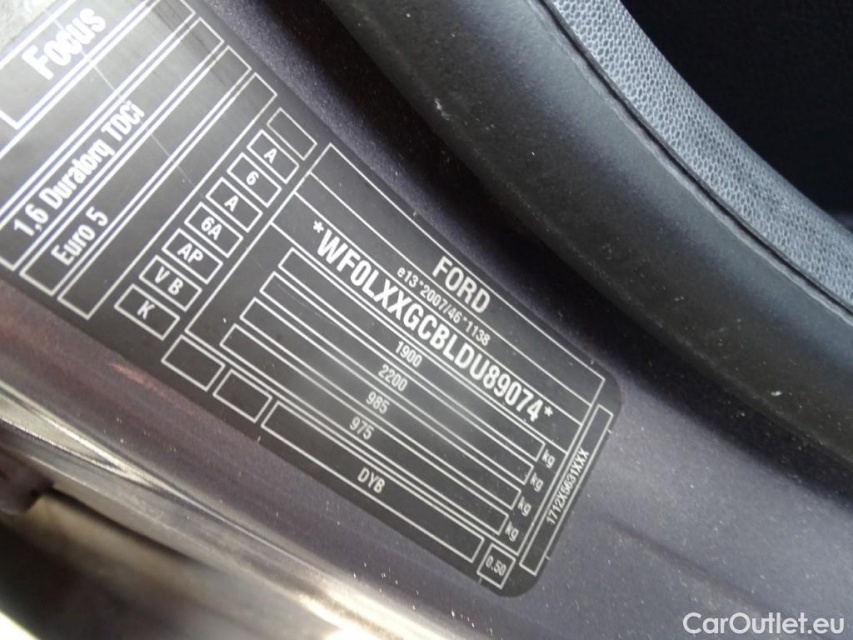 Focus
1,6 Duratorq TDCi
Euro 5
A
6
A
6A
AP
VB
K
FORD
e13*2007/46*1138
*WF0LXXGCBLDU89074*
1900 kg
2200 kg
985 kg
975 kg
DYB
0.50
1712X5631XXX
CarOutlet.eu